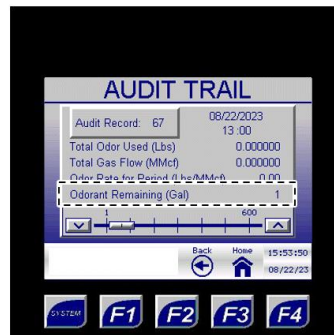 AUDIT TRAIL
Audit Record: 67
08/22/2023
13:00
Total Odor Used (Lbs) 0.000000
Total Gas Flow (MMcf) 0.000000
Odor Rate for Period (Lbs/MMcf) 0.00
Odorant Remaining (Gal) 1
1 600
Back Home 15:53:50
08/22/23
SYSTEM F1 F2 F3 F4